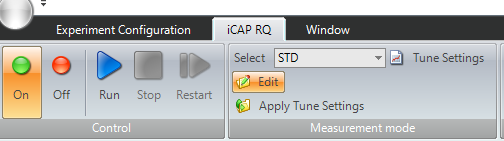 Experiment Configuration iCAP RQ Window
Select STD Tune Settings
Edit
On Off Run Stop Restart
Apply Tune Settings
Control Measurement mode